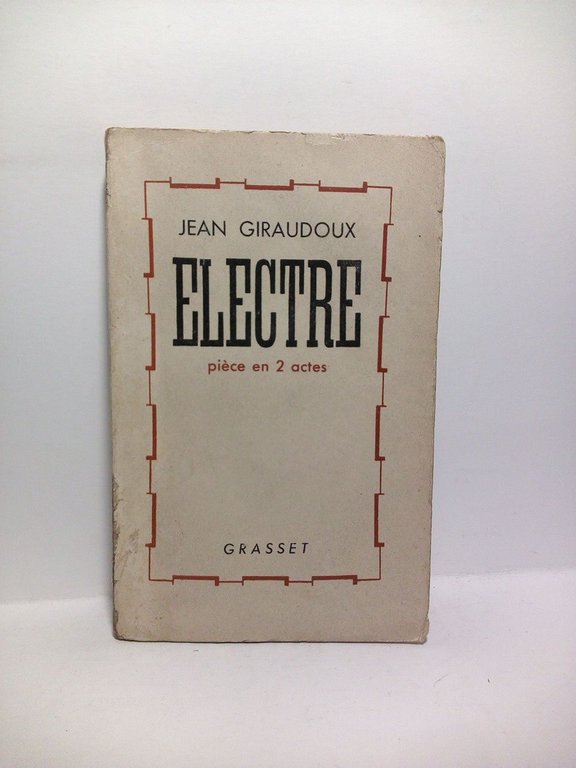 JEAN GIRAUDOUX
ELECTRE
pièce en 2 actes
GRASSET